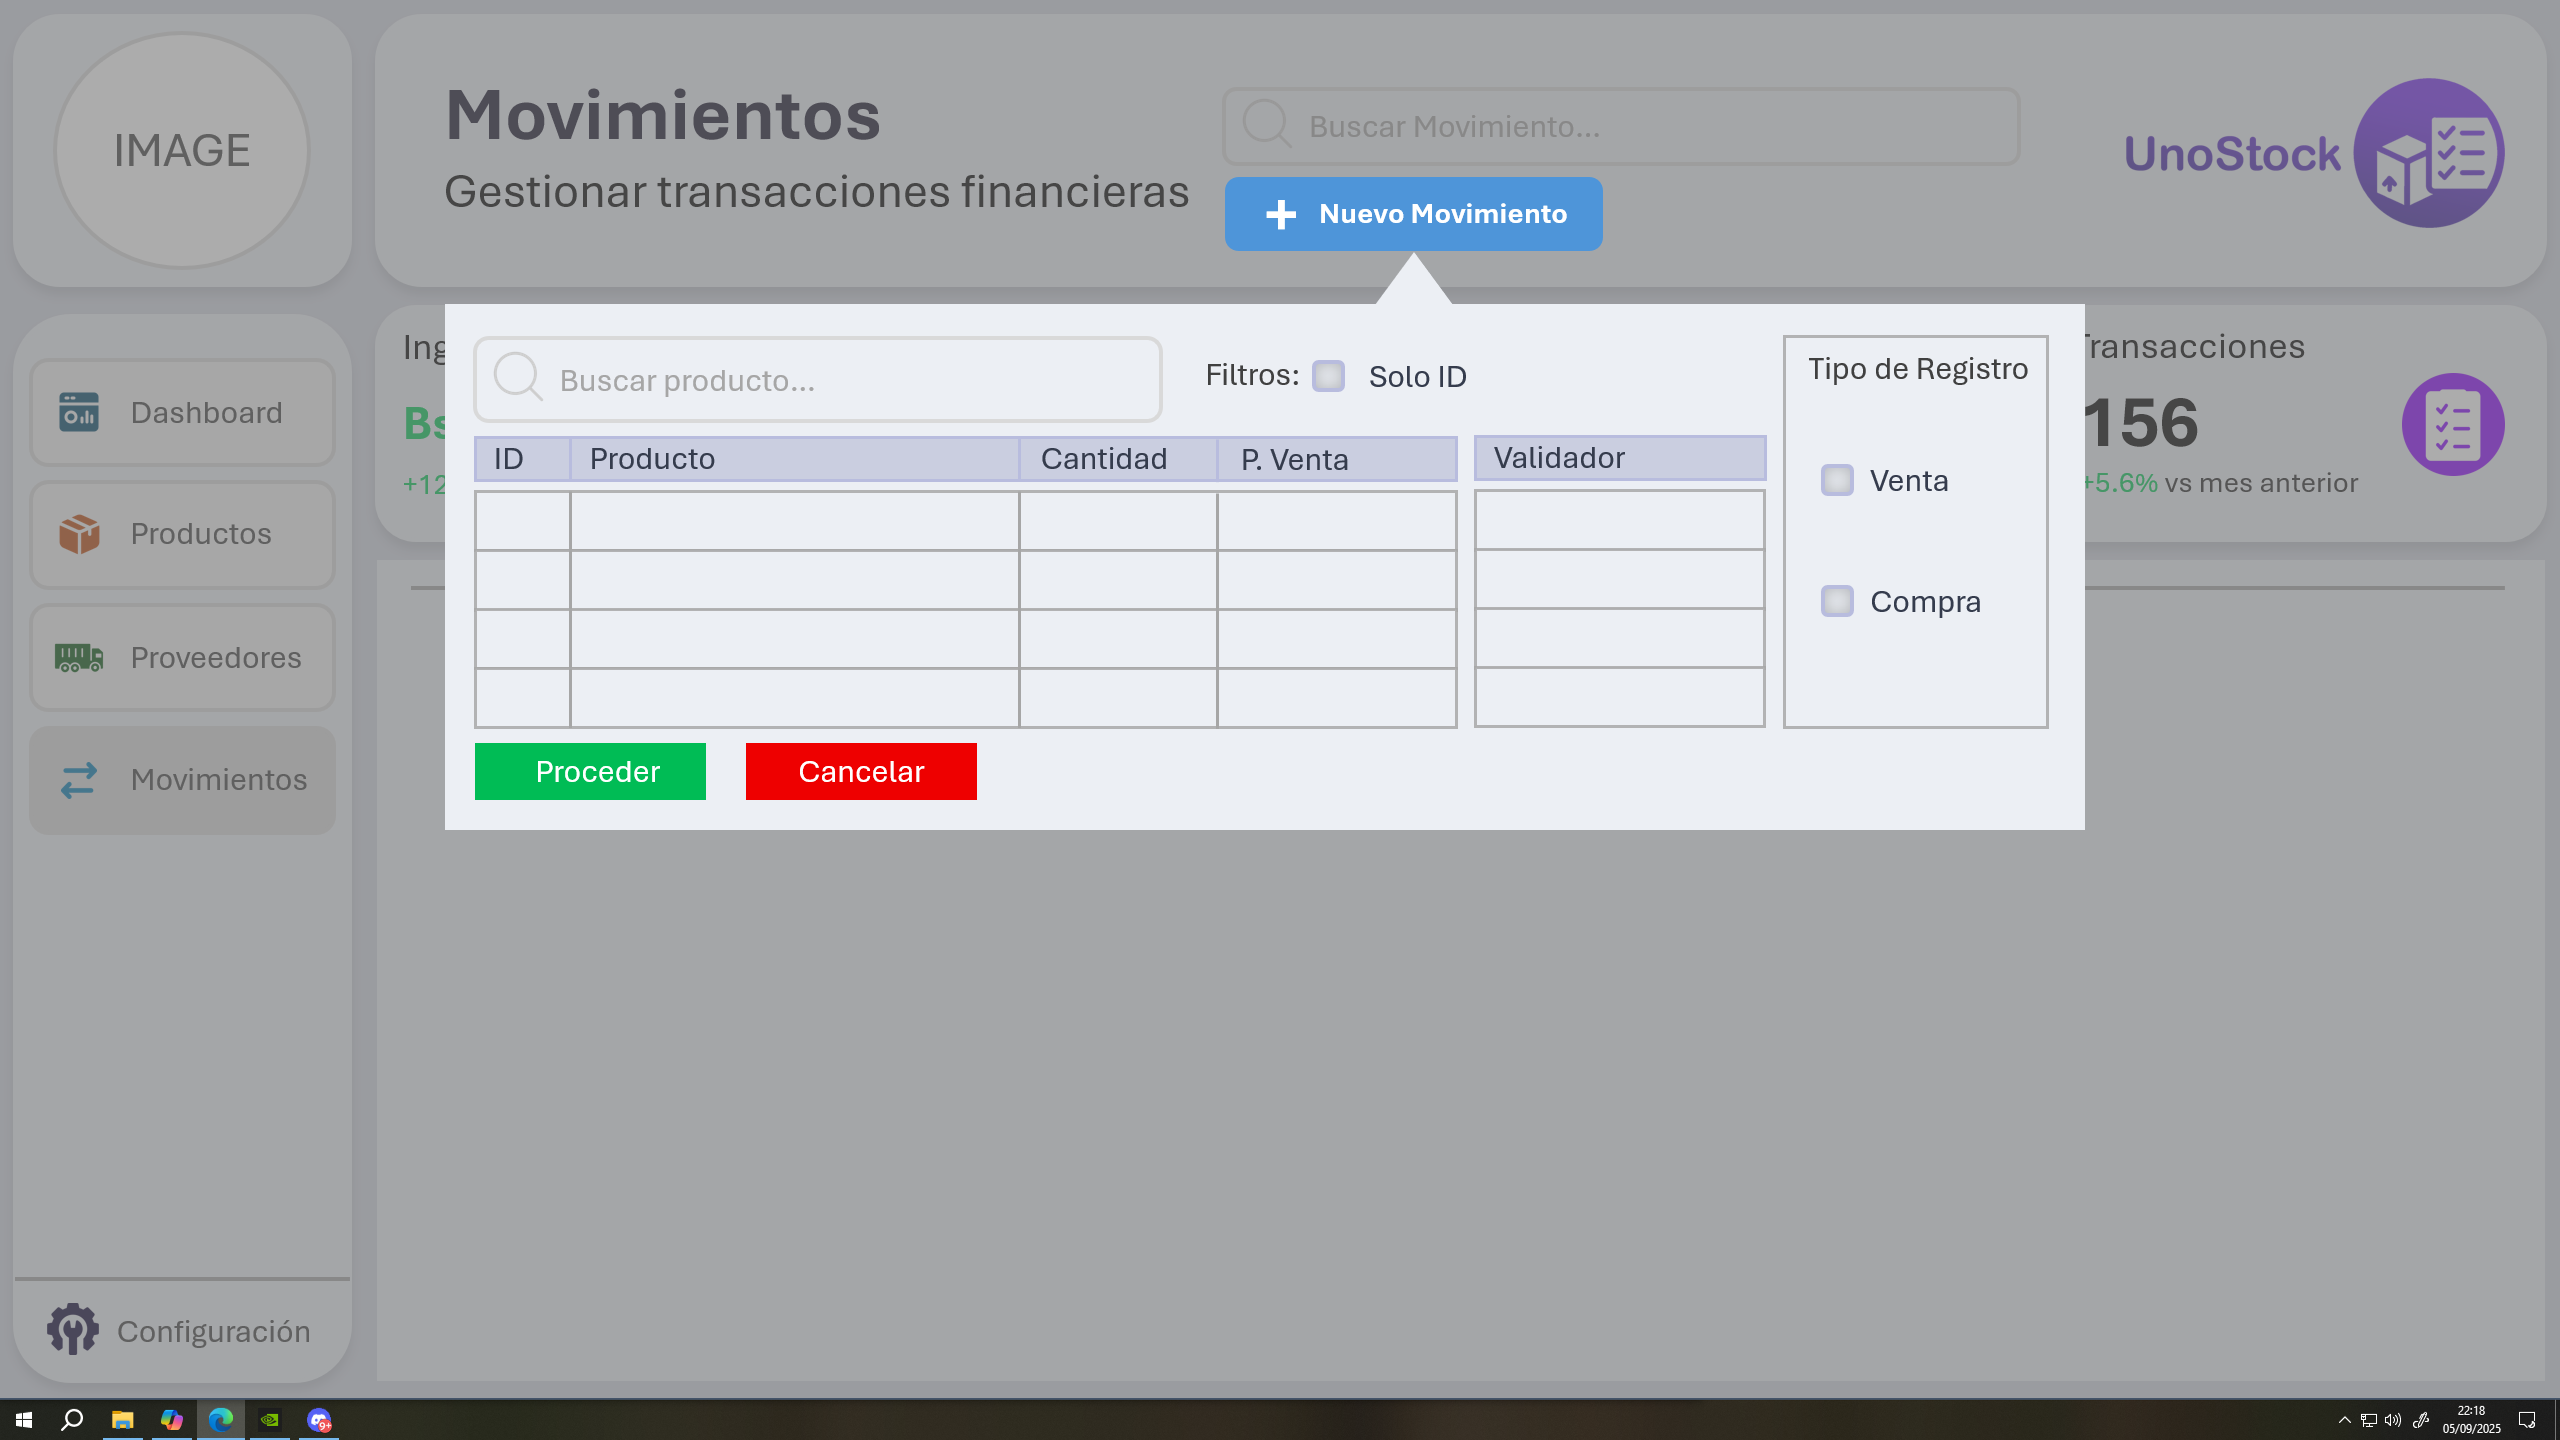 IMAGE
Movimientos
Gestionar transacciones financieras
Buscar Movimiento...
Nuevo Movimiento
UnoStock
Dashboard
Productos
Proveedores
Movimientos
Configuración
Ing
Bs
+12
Buscar producto...
Filtros:
Solo ID
ID
Producto
Cantidad
P. Venta
Validador
Tipo de Registro
Venta
Compra
Proceder
Cancelar
Transacciones
156
+5.6% vs mes anterior
9+
22:18
05/09/2025